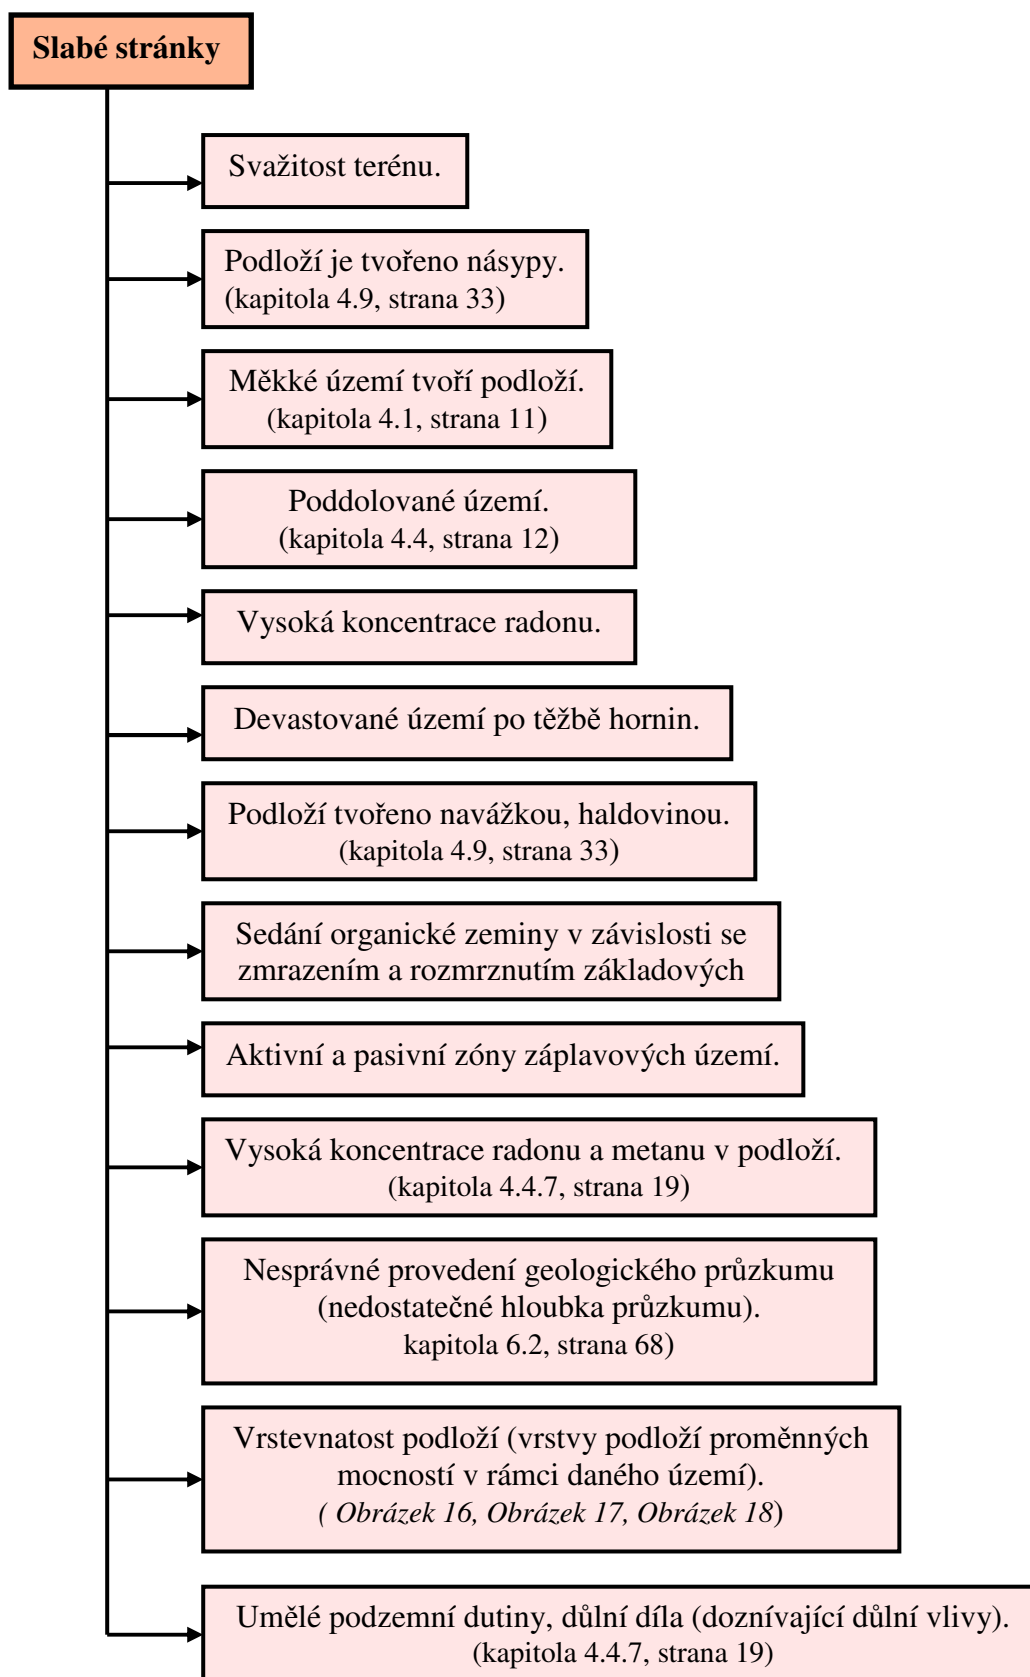 Slabé stránky
Svažitost terénu.
Podloží je tvořeno násypy.
(kapitola 4.9, strana 33)
Měkké území tvoří podloží.
(kapitola 4.1, strana 11)
Poddolované území.
(kapitola 4.4, strana 12)
Vysoká koncentrace radonu.
Devastované území po těžbě hornin.
Podloží tvořeno navážkou, haldovinou.
(kapitola 4.9, strana 33)
Sedání organické zeminy v závislosti se
zmrazením a rozmrznutím základových
Aktivní a pasivní zóny záplavových území.
Vysoká koncentrace radonu a metanu v podloží.
(kapitola 4.4.7, strana 19)
Nesprávné provedení geologického průzkumu
(nedostatečné hloubka průzkumu).
kapitola 6.2, strana 68)
Vrstevnatost podloží (vrstvy podloží proměnných
mocností v rámci daného území).
( Obrázek 16, Obrázek 17, Obrázek 18)
Umělé podzemní dutiny, důlní díla (doznívající důlní vlivy).
(kapitola 4.4.7, strana 19)